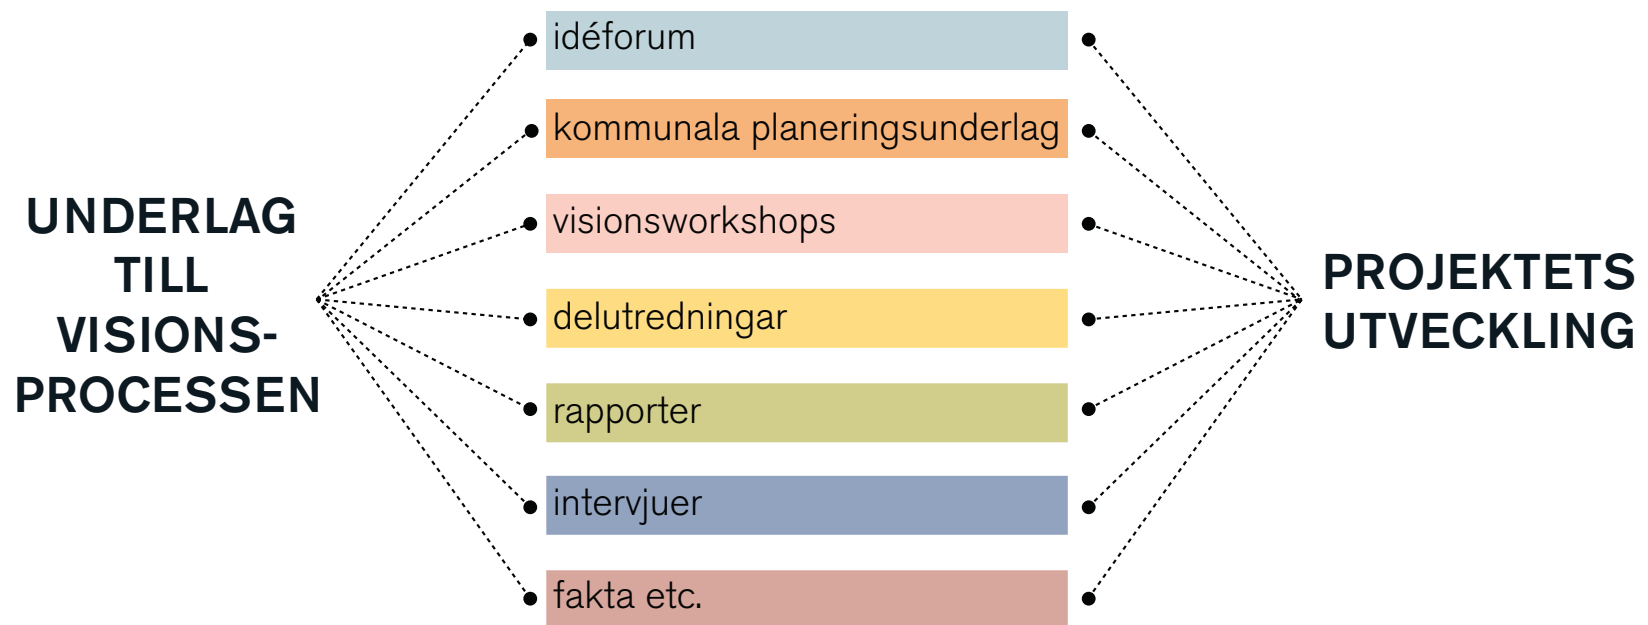 UNDERLAG
TILL
VISIONS-
PROCESSEN
idéforum
kommunala planeringsunderlag
visionsworkshops
delutredningar
rapporter
intervjuer
fakta etc.
PROJEKTETS
UTVECKLING